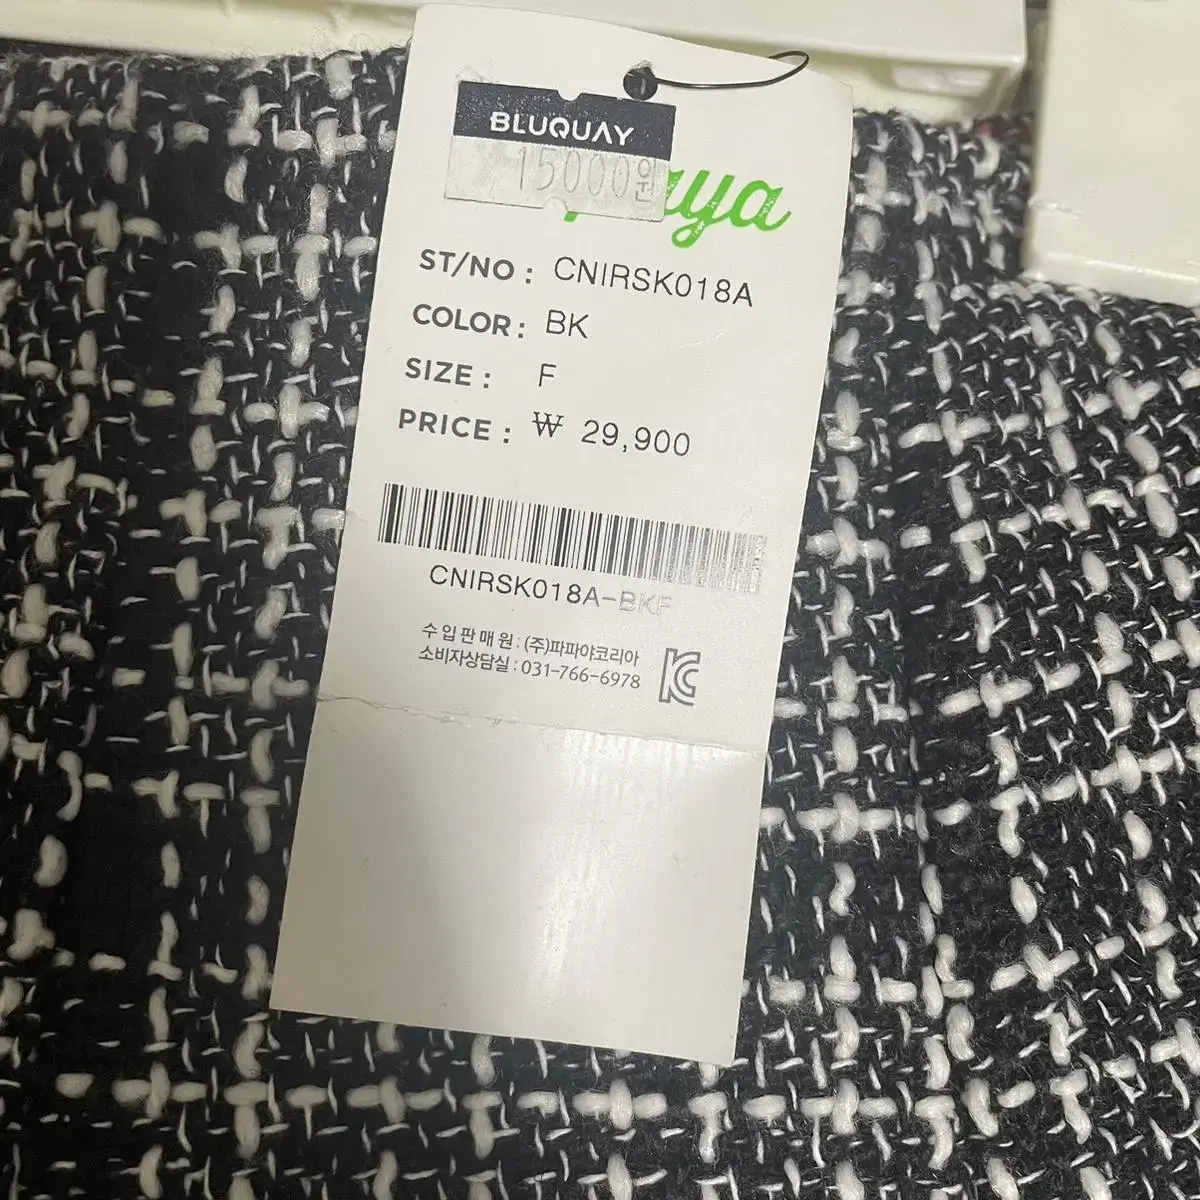 BLUQUAY
15000원
ST/NO : CNIRSK018A
COLOR : BK
SIZE : F
PRICE : ₩ 29,900
CNIRSK018A-BKF
수입판매원 : (주)파파야코리아
소비자상담실 : 031-766-6978